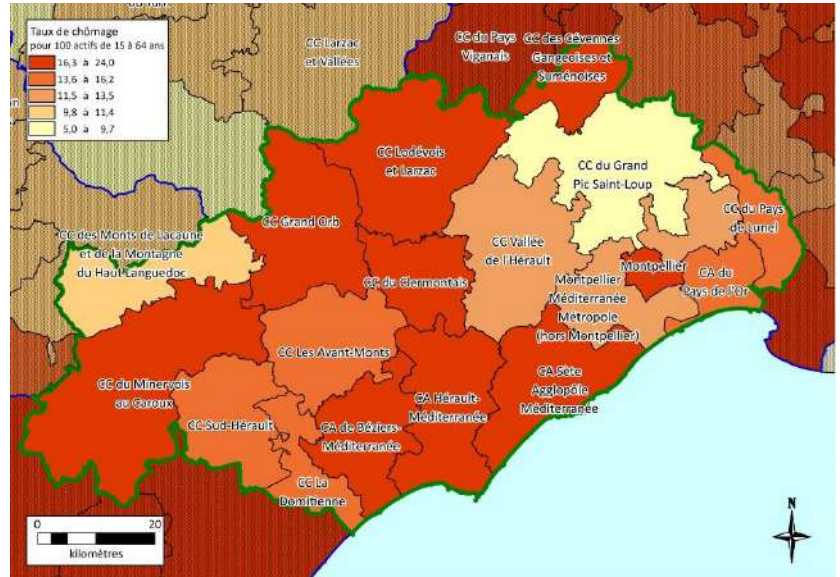 Taux de chômage
pour 100 actifs de 15 à 64 ans
16,3 à 24,0
13,6 à 16,2
11,5 à 13,5
9,8 à 11,4
5,0 à 9,7
CC Larzac
et Vallées
CC du Pays
Viganais
CC des Cévennes
Gangeoises et
Suménoises
CC Lodévois
et Larzac
CC du Grand
Pic Saint-Loup
CC du Pays
de Lunel
CC Grand Orb
CC des Monts de Lacaune
et de la Montagne
du Haut Languedoc
CC Vallée
de l'Hérault
CC du Clermontais
Montpellier
Montpellier
Méditerranée
Métropole
(hors Montpellier)
CA du
Pays de l'Or
CC Les Avant-Monts
CC du Minervois
au Caroux
CC Sud-Hérault
CA de Béziers-
Méditerranée
CA Hérault-
Méditerranée
CA Sète
Agglopôle
Méditerranée
CC La
Domitienne
0 20
kilomètres
N